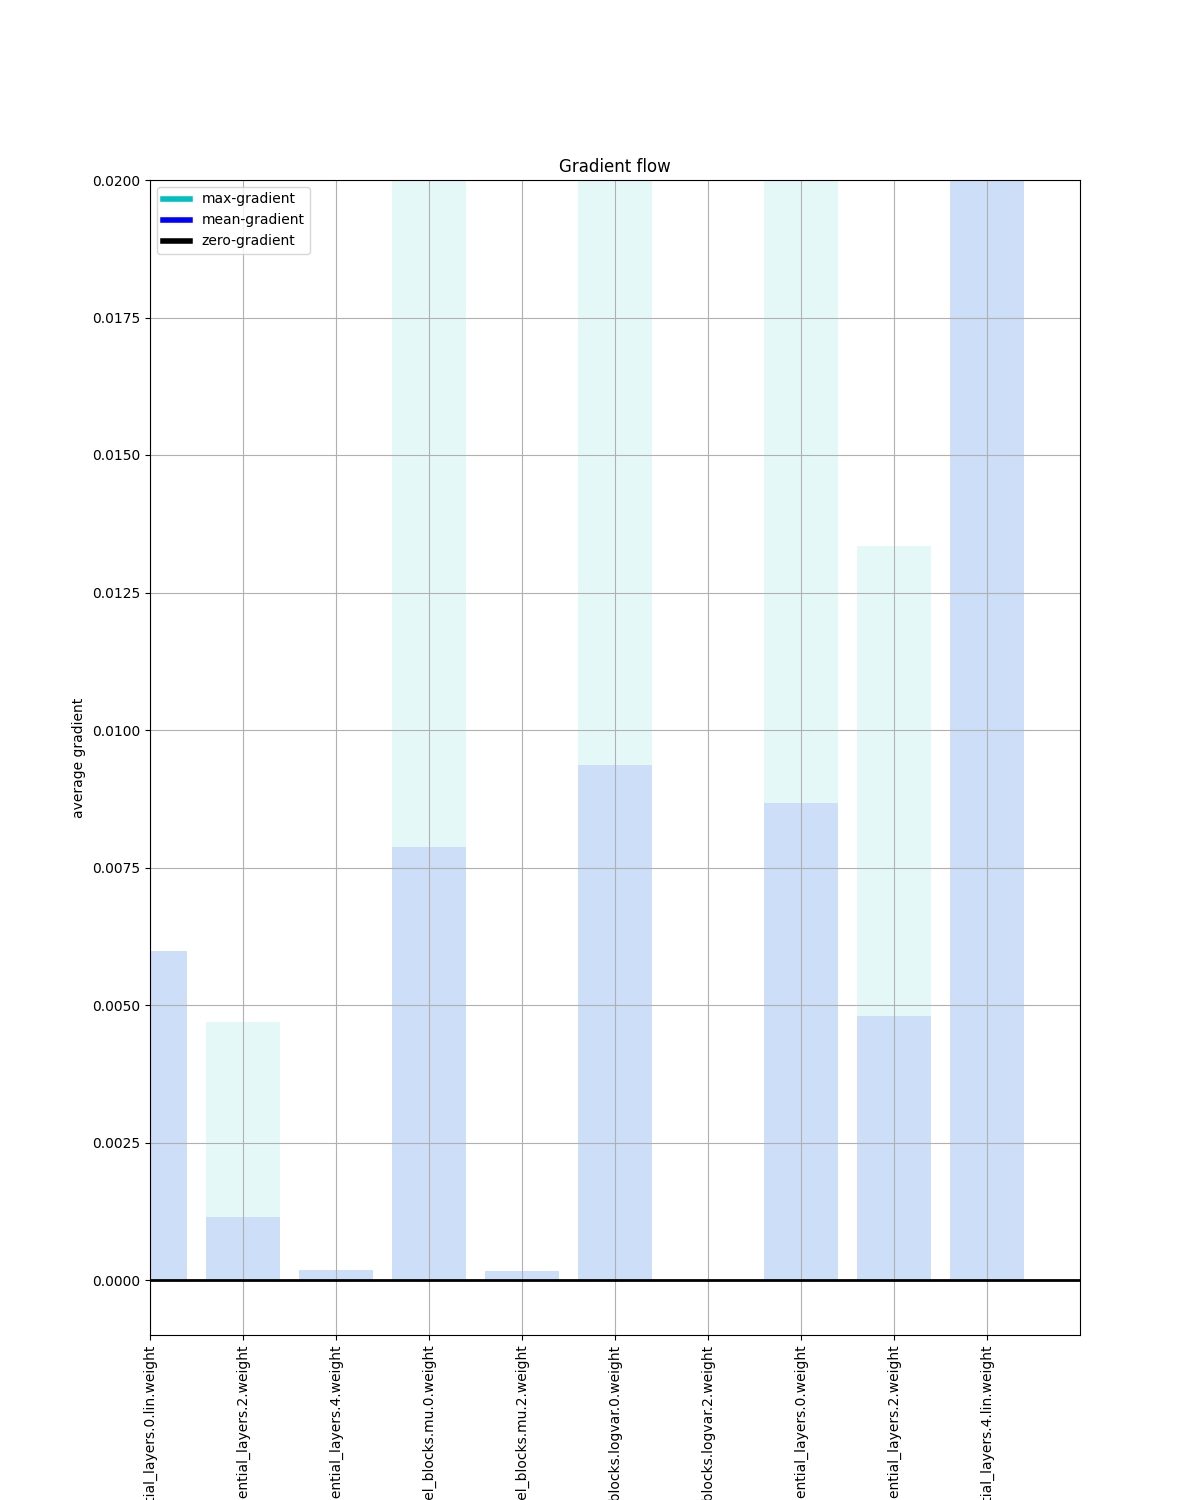 Gradient flow
max-gradient
mean-gradient
zero-gradient
0.0200
0.0175
0.0150
0.0125
0.0100
0.0075
0.0050
0.0025
0.0000
average gradient
tial_layers.0.lin.weight
ential_layers.2.weight
ential_layers.4.weight
el_blocks.mu.0.weight
el_blocks.mu.2.weight
blocks.logvar.0.weight
blocks.logvar.2.weight
ential_layers.0.weight
ential_layers.2.weight
tial_layers.4.lin.weight